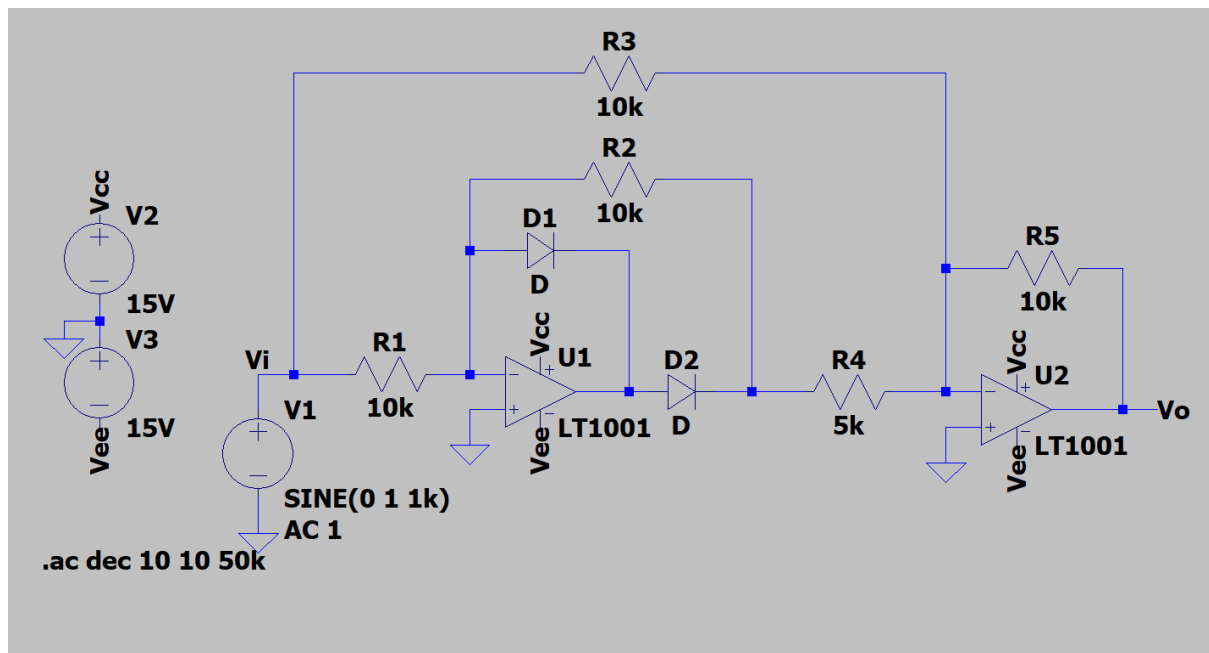 R3
10k
R2
10k
Vcc
V2
15V
V3
15V
Vee
D1
D
R1
10k
Vi
V1
SINE(0 1 1k)
AC 1
.ac dec 10 10 50k
Vcc
U1
LT1001
Vee
D2
D
R4
5k
R5
10k
Vcc
U2
LT1001
Vee
Vo